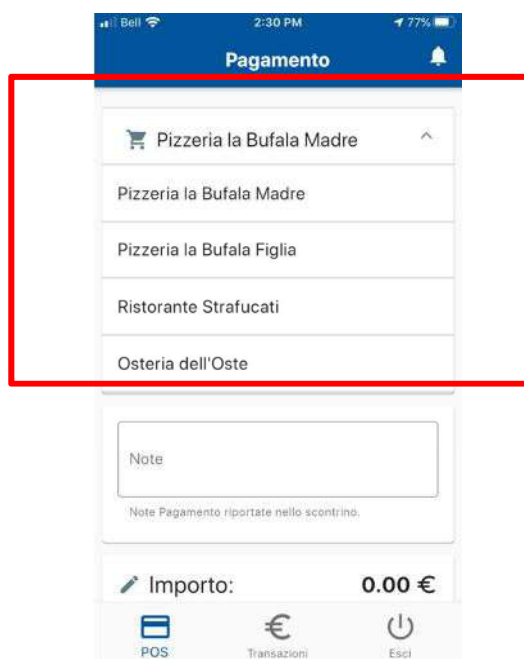 Bell 2:30 PM 77%
Pagamento
Pizzeria la Bufala Madre
Pizzeria la Bufala Madre
Pizzeria la Bufala Figlia
Ristorante Strafucati
Osteria dell'Oste
Note
Note Pagamento riportate nello scontrino.
Importo: 0.00 €
POS Transazioni Esci